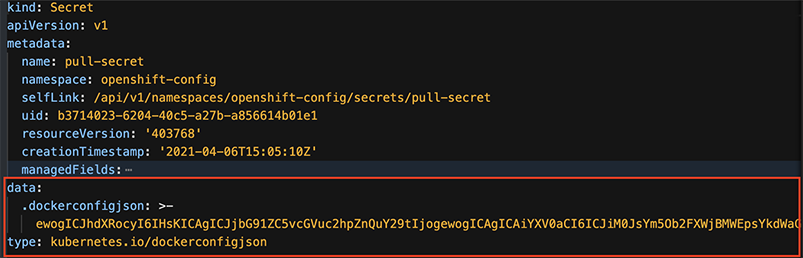 kind: Secret
apiVersion: v1
metadata:
name: pull-secret
namespace: openshift-config
selfLink: /api/v1/namespaces/openshift-config/secrets/pull-secret
uid: b3714023-6204-40c5-a27b-a856614b01e1
resourceVersion: '403768'
creationTimestamp: '2021-04-06T15:05:10Z'
managedFields: ⋯
data:
.dockerconfigjson: >-
ewogICJhdXRocyI6IHsKICAgICJjbG91ZC5vcGVuc2hpZnQuY29tIjogewogICAgICAiYXV0aCI6ICJiM0JsYm5Ob2FXWjBMWEpsYkdWaG
type: kubernetes.io/dockerconfigjson